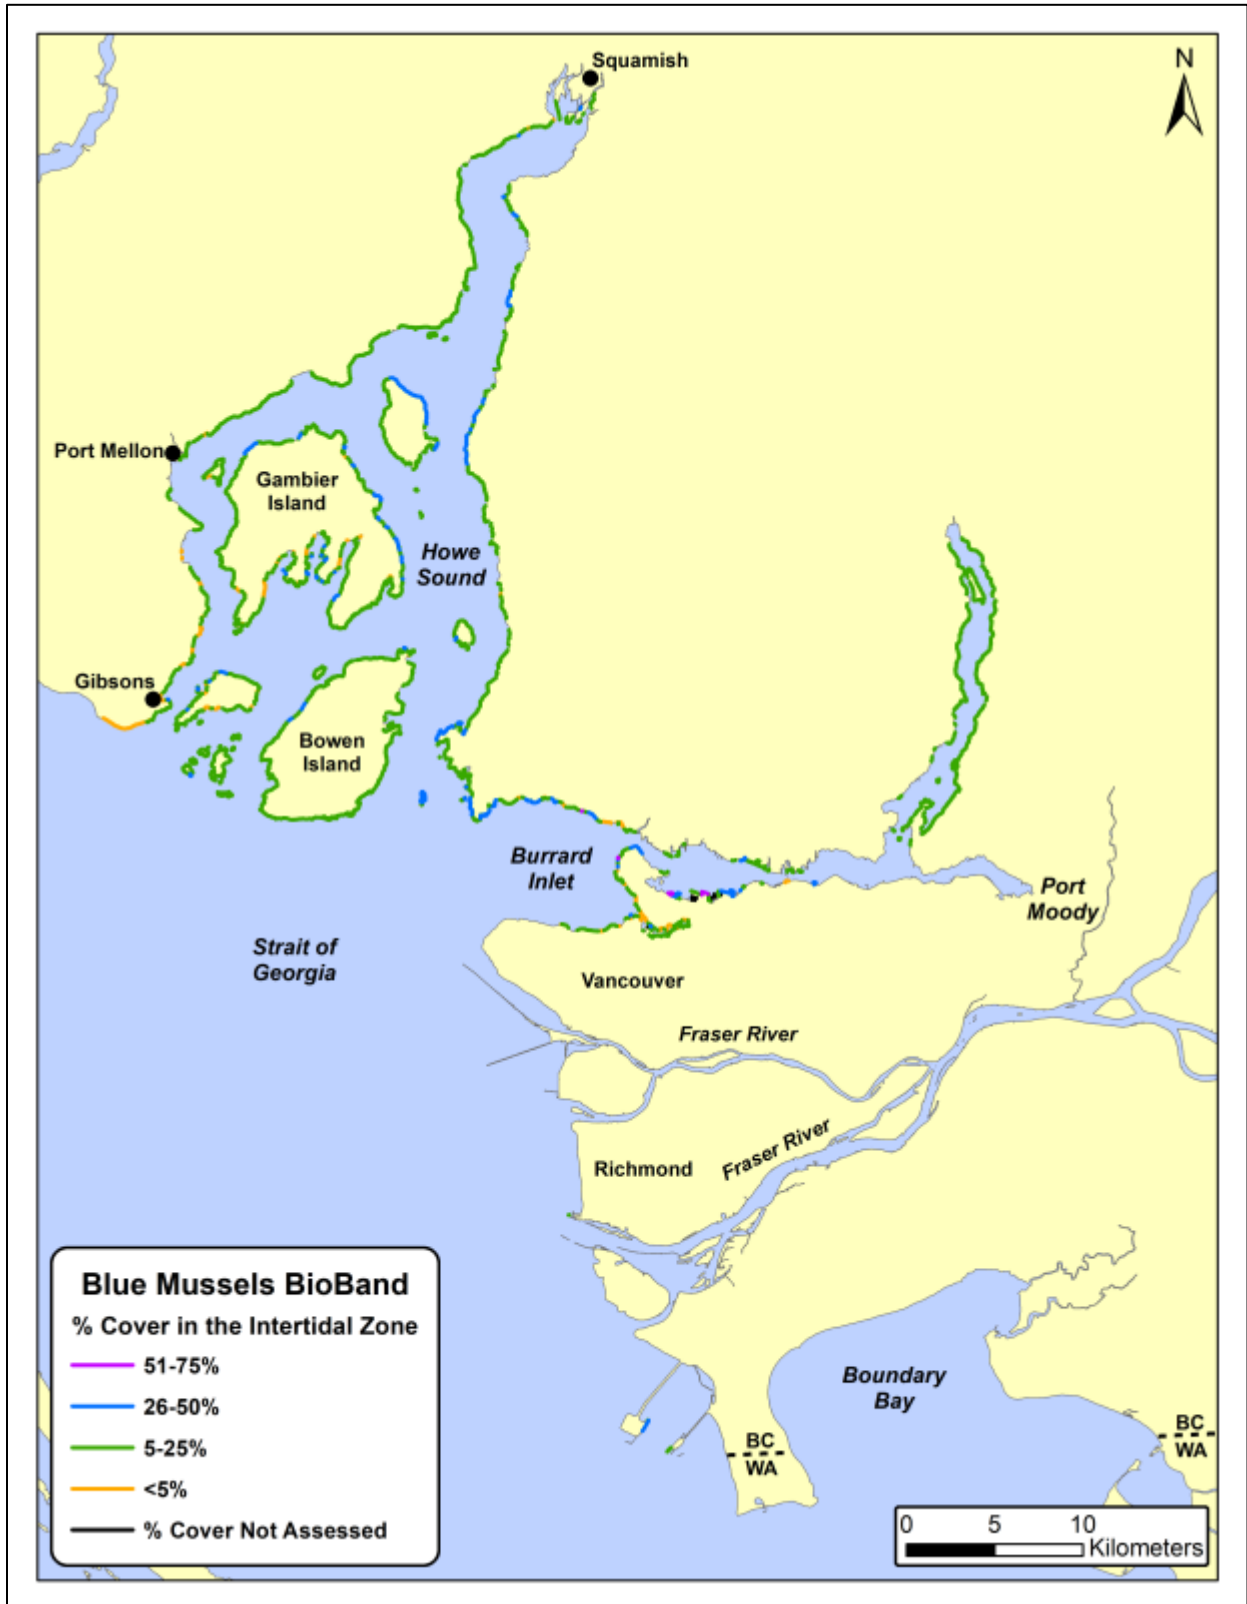 Squamish
N
Port Mellon
Gambier
Island
Howe
Sound
Gibsons
Bowen
Island
Burrard
Inlet
Port
Moody
Strait of
Georgia
Vancouver
Fraser River
Fraser River
Richmond
Boundary
Bay
BC
WA
BC
WA
Blue Mussels BioBand
% Cover in the Intertidal Zone
51-75%
26-50%
5-25%
<5%
% Cover Not Assessed
0 5 10
Kilometers